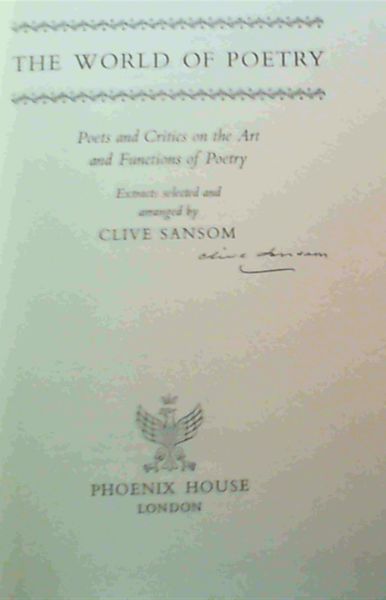 THE WORLD OF POETRY
Poets and Critics on the Art
and Functions of Poetry
Extracts selected and
arranged by
CLIVE SANSOM
Clive Sansom
PHOENIX HOUSE
LONDON